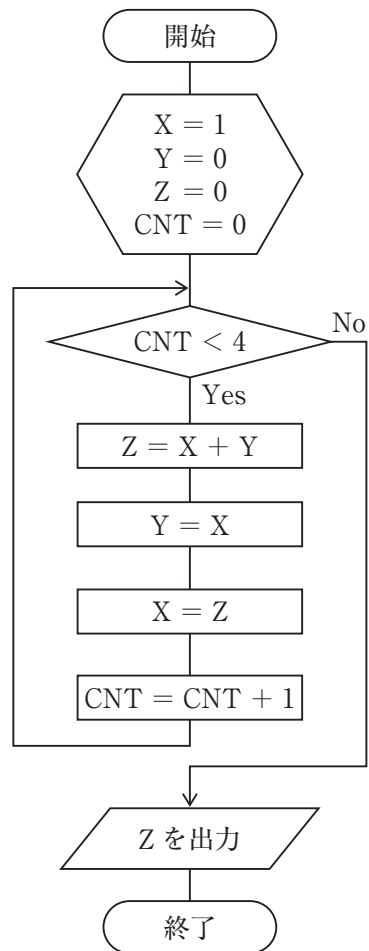 開始
X = 1
Y = 0
Z = 0
CNT = 0
CNT < 4
No
Yes
Z = X + Y
Y = X
X = Z
CNT = CNT + 1
Z を出力
終了